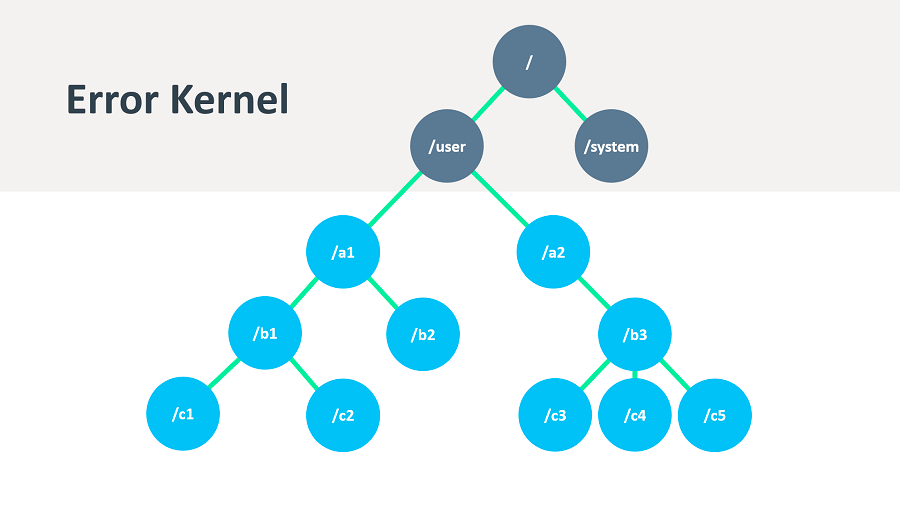 Error Kernel
/
/user
/system
/a1
/a2
/b1
/b2
/b3
/c1
/c2
/c3
/c4
/c5